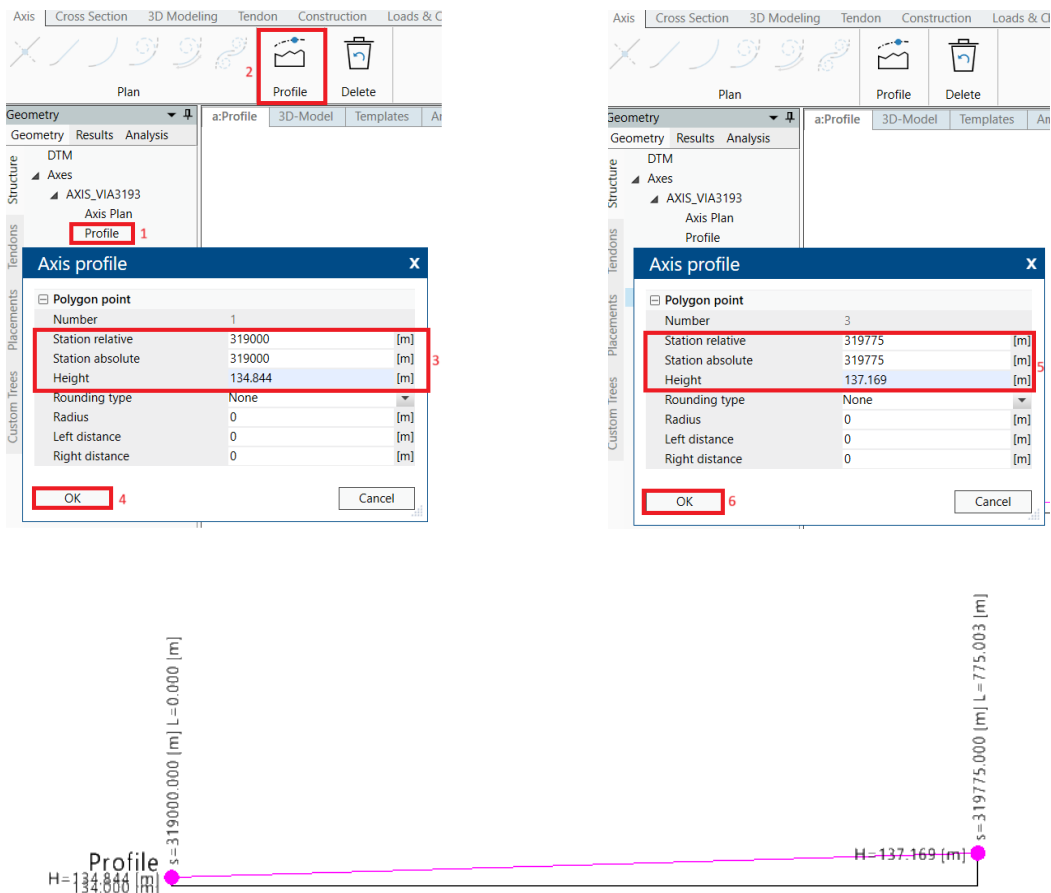 Axis Cross Section 3D Modeling Tendon Construction Loads & C
2
Plan Profile Delete
Geometry
a:Profile 3D-Model Templates
Geometry Results Analysis
Structure
Tendons
Placements
Custom Trees
DTM
Axes
AXIS_VIA3193
Axis Plan
Profile 1
Axis profile X
Polygon point
Number 1
Station relative 319000 [m]
Station absolute 319000 [m]
3
Height 134.844 [m]
Rounding type None
Radius 0 [m]
Left distance 0 [m]
Right distance 0 [m]
OK 4 Cancel
Axis Cross Section 3D Modeling Tendon Construction Loads & Cl
Plan Profile Delete
Geometry
a:Profile 3D-Model Templates An
Geometry Results Analysis
Structure
Tendons
Placements
Custom Trees
DTM
Axes
AXIS_VIA3193
Axis Plan
Profile
Axis profile X
Polygon point
Number 3
Station relative 319775 [m]
Station absolute 319775 [m]
5
Height 137.169 [m]
Rounding type None
Radius 0 [m]
Left distance 0 [m]
Right distance 0 [m]
OK 6 Cancel
s=319000.000 [m] L=0.000 [m]
s=319775.000 [m] L=775.003 [m]
Profile
H=134.844 [m]
134.000 [m]
H=137.169 [m]